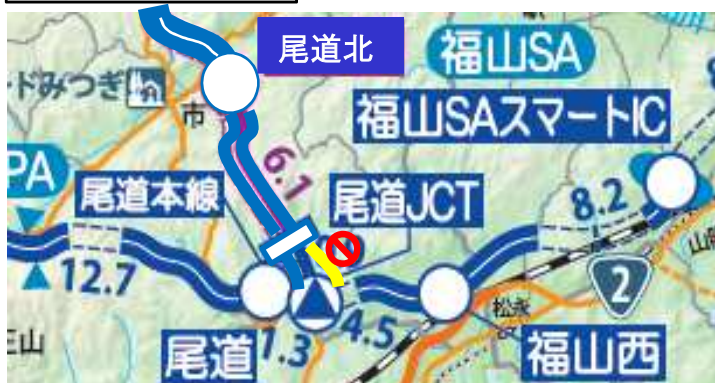 尾道北
福山SA
ドみつぎ
市
福山SAスマートIC
6.1
PA
尾道本線
尾道JCT
8.2
12.7
2
松永
尾道
1.3
4.5
福山西